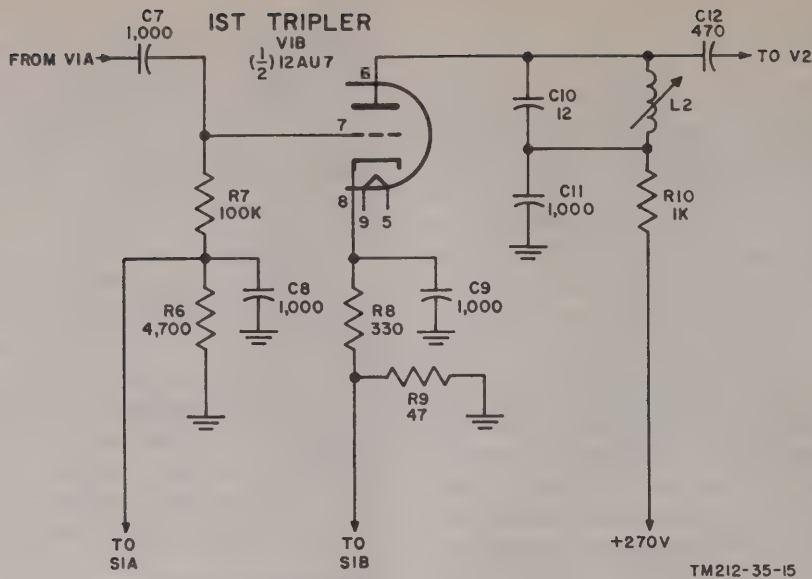 1ST TRIPLER
V1B
(1/2) 12AU7
C7
1,000
FROM V1A
6
7
8
9
5
C12
470
TO V2
C10
12
L2
C11
1,000
R10
1K
R7
100K
C8
1,000
R6
4,700
R8
330
C9
1,000
R9
47
TO
S1A
TO
S1B
+270V
TM212-35-15